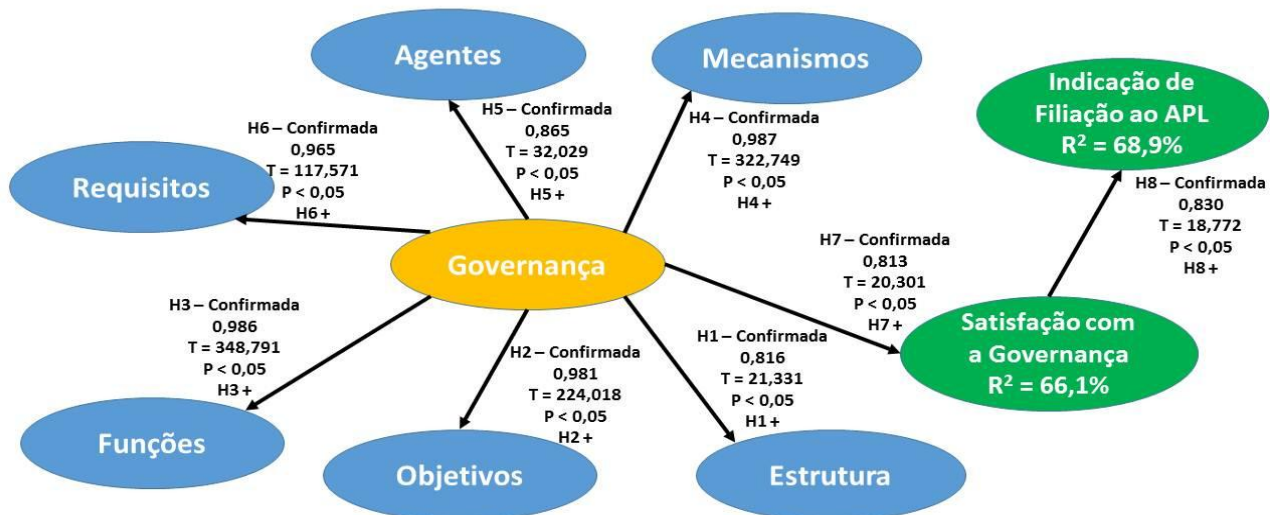 Agentes
Mecanismos
Indicação de
Filiação ao APL
R² = 68,9%
H5 – Confirmada
0,865
T = 32,029
P < 0,05
H5 +
H4 – Confirmada
0,987
T = 322,749
P < 0,05
H4 +
H6 – Confirmada
0,965
T = 117,571
P < 0,05
H6 +
Requisitos
H8 – Confirmada
0,830
T = 18,772
P < 0,05
H8 +
Governança
H7 – Confirmada
0,813
T = 20,301
P < 0,05
H7 +
H3 – Confirmada
0,986
T = 348,791
P < 0,05
H3 +
H2 – Confirmada
0,981
T = 224,018
P < 0,05
H2 +
H1 – Confirmada
0,816
T = 21,331
P < 0,05
H1 +
Satisfação com
a Governança
R² = 66,1%
Funções
Objetivos
Estrutura